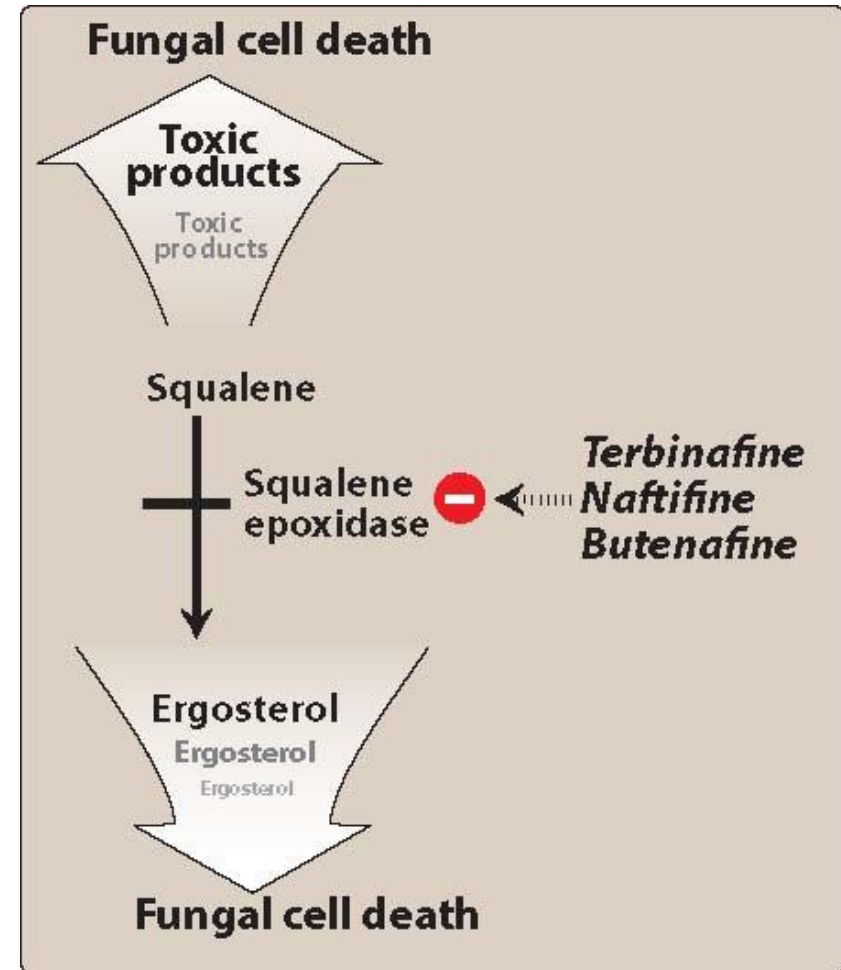 Fungal cell death
Toxic
products
Toxic
products
Squalene
Squalene
epoxidase
Terbinafine
Naftifine
Butenafine
Ergosterol
Ergosterol
Ergosterol
Fungal cell death